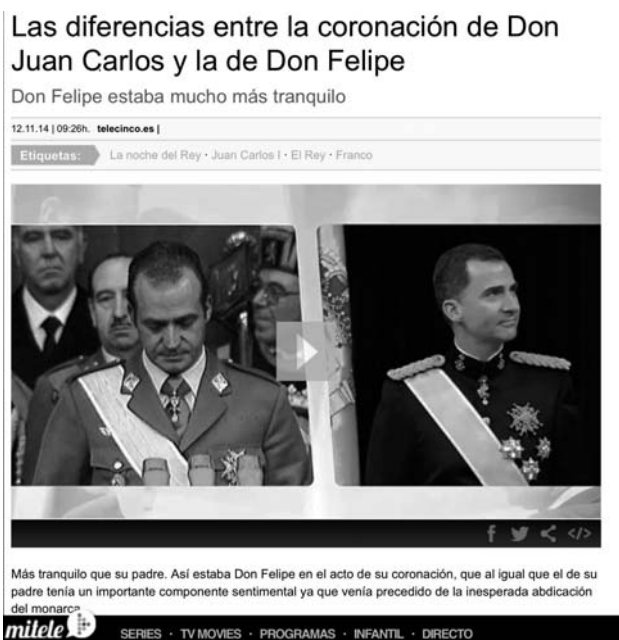 Las diferencias entre la coronación de Don
Juan Carlos y la de Don Felipe
Don Felipe estaba mucho más tranquilo
12.11.14 | 09:26h. telecinco.es |
Etiquetas: La noche del Rey · Juan Carlos I · El Rey · Franco
f </>
Más tranquilo que su padre. Así estaba Don Felipe en el acto de su coronación, que al igual que el de su
padre tenía un importante componente sentimental ya que venía precedido de la inesperada abdicación
del monarca
mitele SERIES · TV MOVIES · PROGRAMAS · INFANTIL · DIRECTO